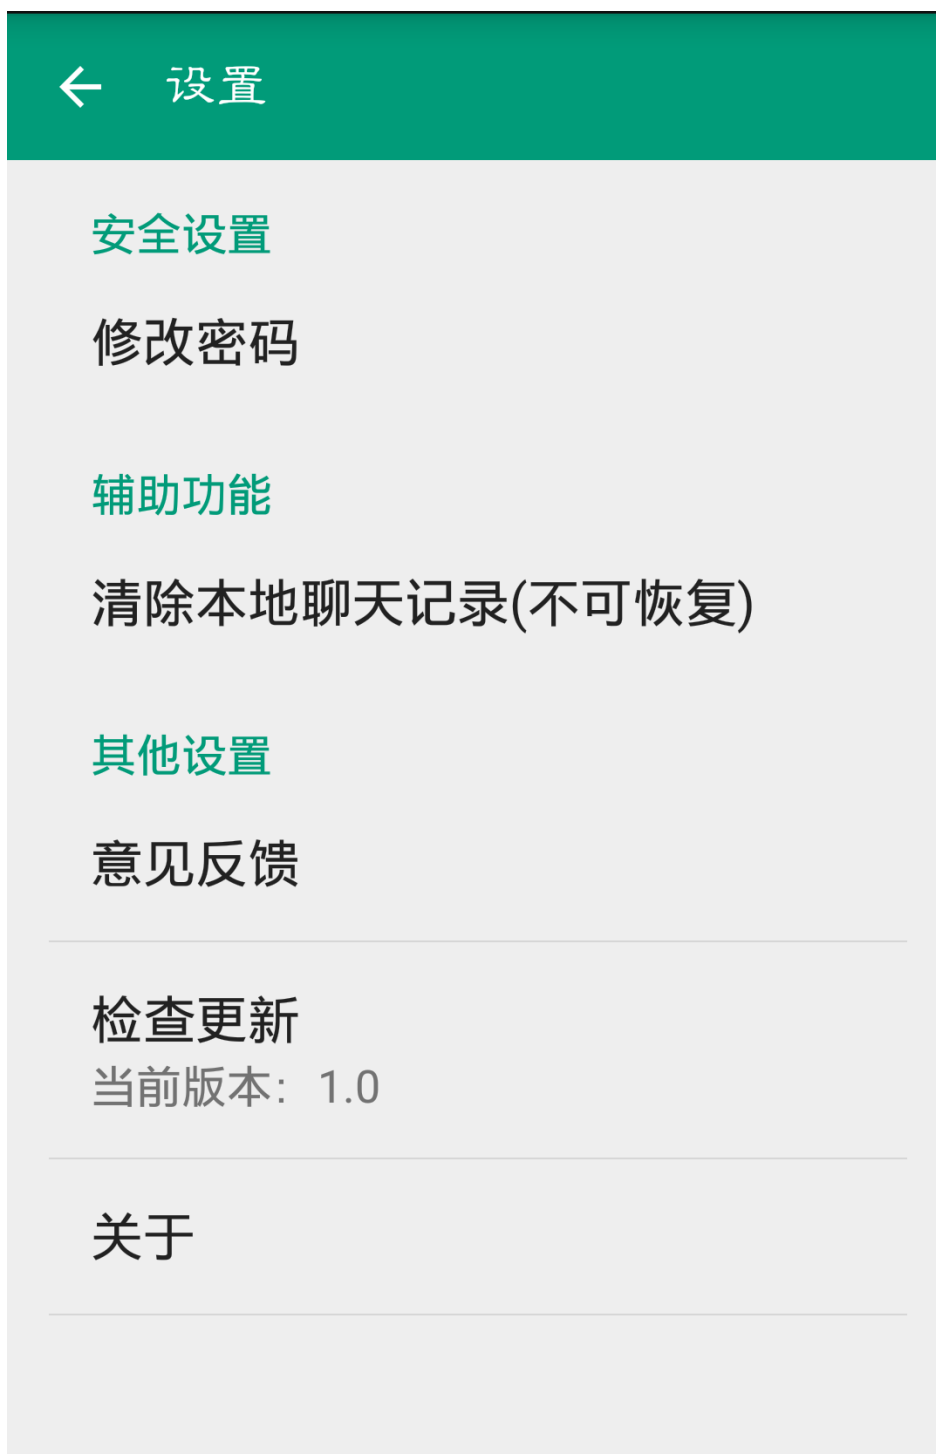 设置
安全设置
修改密码
辅助功能
清除本地聊天记录(不可恢复)
其他设置
意见反馈
检查更新
当前版本：1.0
关于